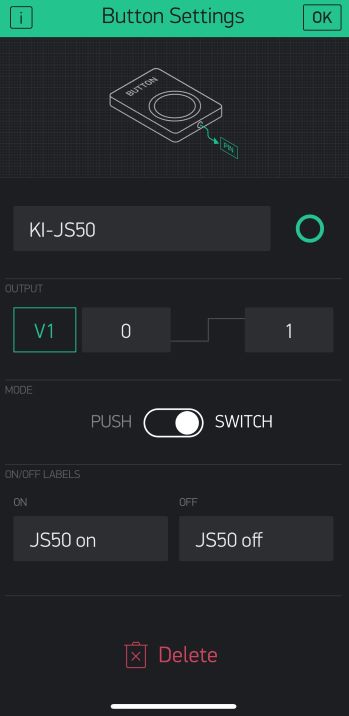 i
Button Settings
OK
BUTTON
PIN
KI-JS50
OUTPUT
V1
0
1
MODE
PUSH
SWITCH
ON/OFF LABELS
ON
OFF
JS50 on
JS50 off
Delete